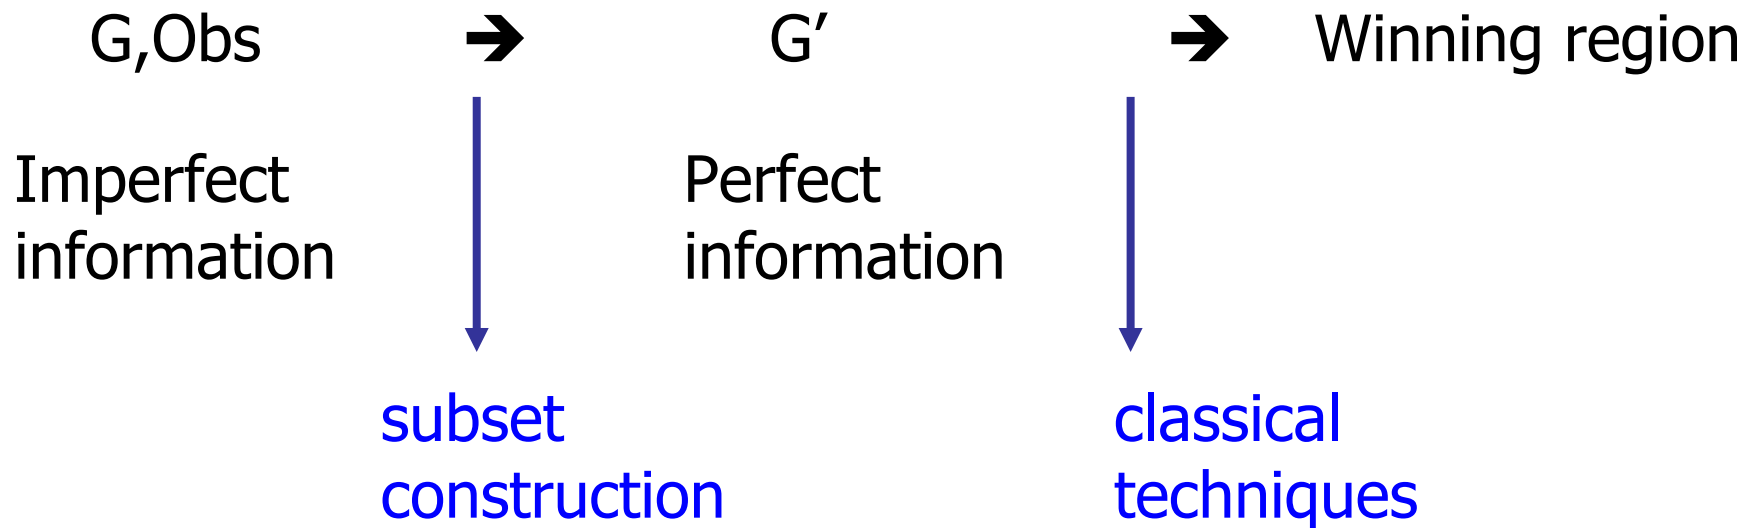 G,Obs ➔ G′ ➔ Winning region
Imperfect
information
Perfect
information
subset
construction
classical
techniques